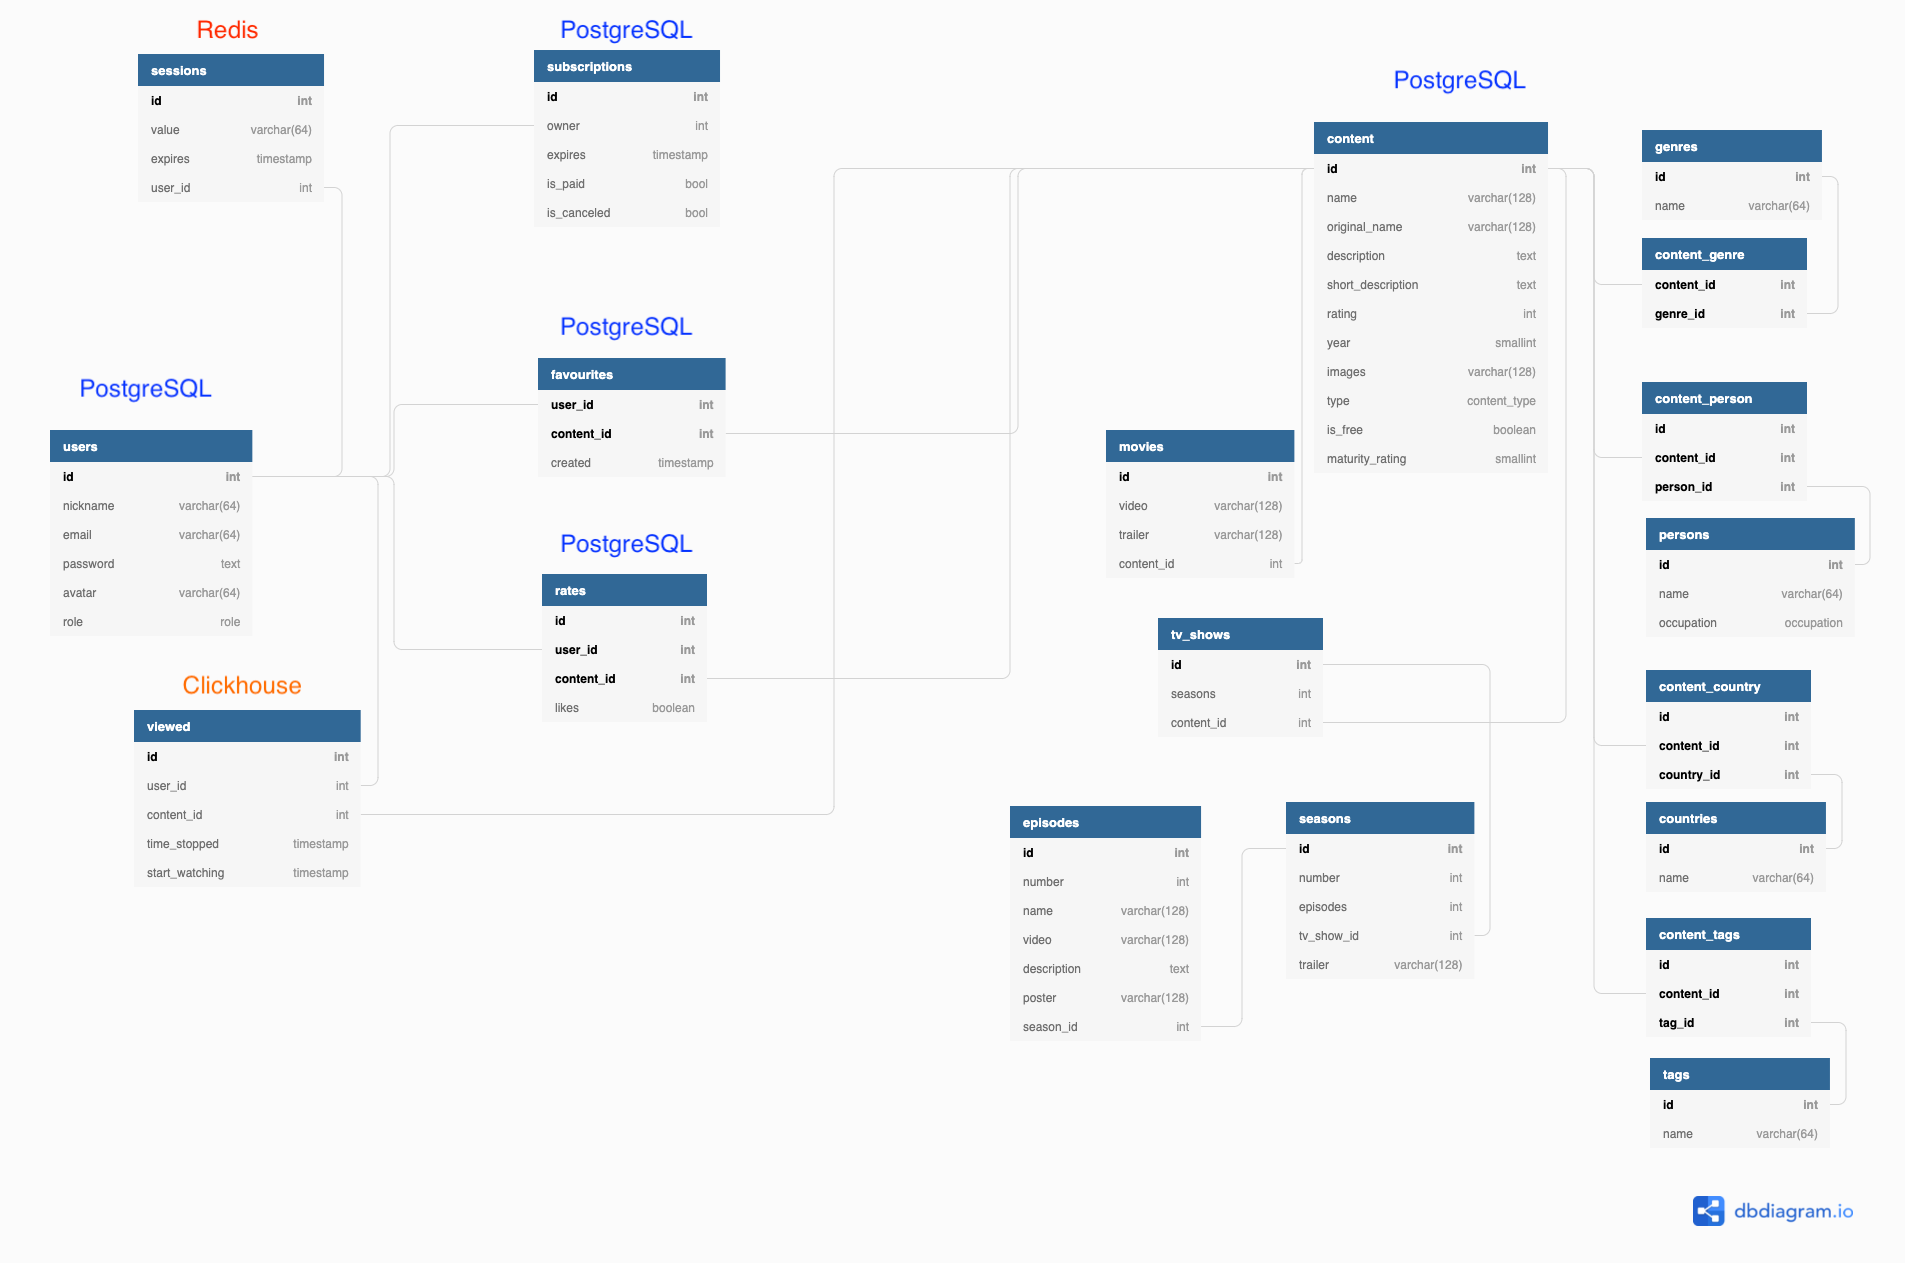 Redis
sessions
id int
value varchar(64)
expires timestamp
user_id int
PostgreSQL
subscriptions
id int
owner int
expires timestamp
is_paid bool
is_canceled bool
PostgreSQL
favourites
user_id int
content_id int
created timestamp
PostgreSQL
users
id int
nickname varchar(64)
email varchar(64)
password text
avatar varchar(64)
role role
PostgreSQL
rates
id int
user_id int
content_id int
likes boolean
Clickhouse
viewed
id int
user_id int
content_id int
time_stopped timestamp
start_watching timestamp
PostgreSQL
content
id int
name varchar(128)
original_name varchar(128)
description text
short_description text
rating int
year smallint
images varchar(128)
type content_type
is_free boolean
maturity_rating smallint
movies
id int
video varchar(128)
trailer varchar(128)
content_id int
tv_shows
id int
seasons int
content_id int
episodes
id int
number int
name varchar(128)
video varchar(128)
description text
poster varchar(128)
season_id int
seasons
id int
number int
episodes int
tv_show_id int
trailer varchar(128)
genres
id int
name varchar(64)
content_genre
content_id int
genre_id int
content_person
id int
content_id int
person_id int
persons
id int
name varchar(64)
occupation occupation
content_country
id int
content_id int
country_id int
countries
id int
name varchar(64)
content_tags
id int
content_id int
tag_id int
tags
id int
name varchar(64)
dbdiagram.io